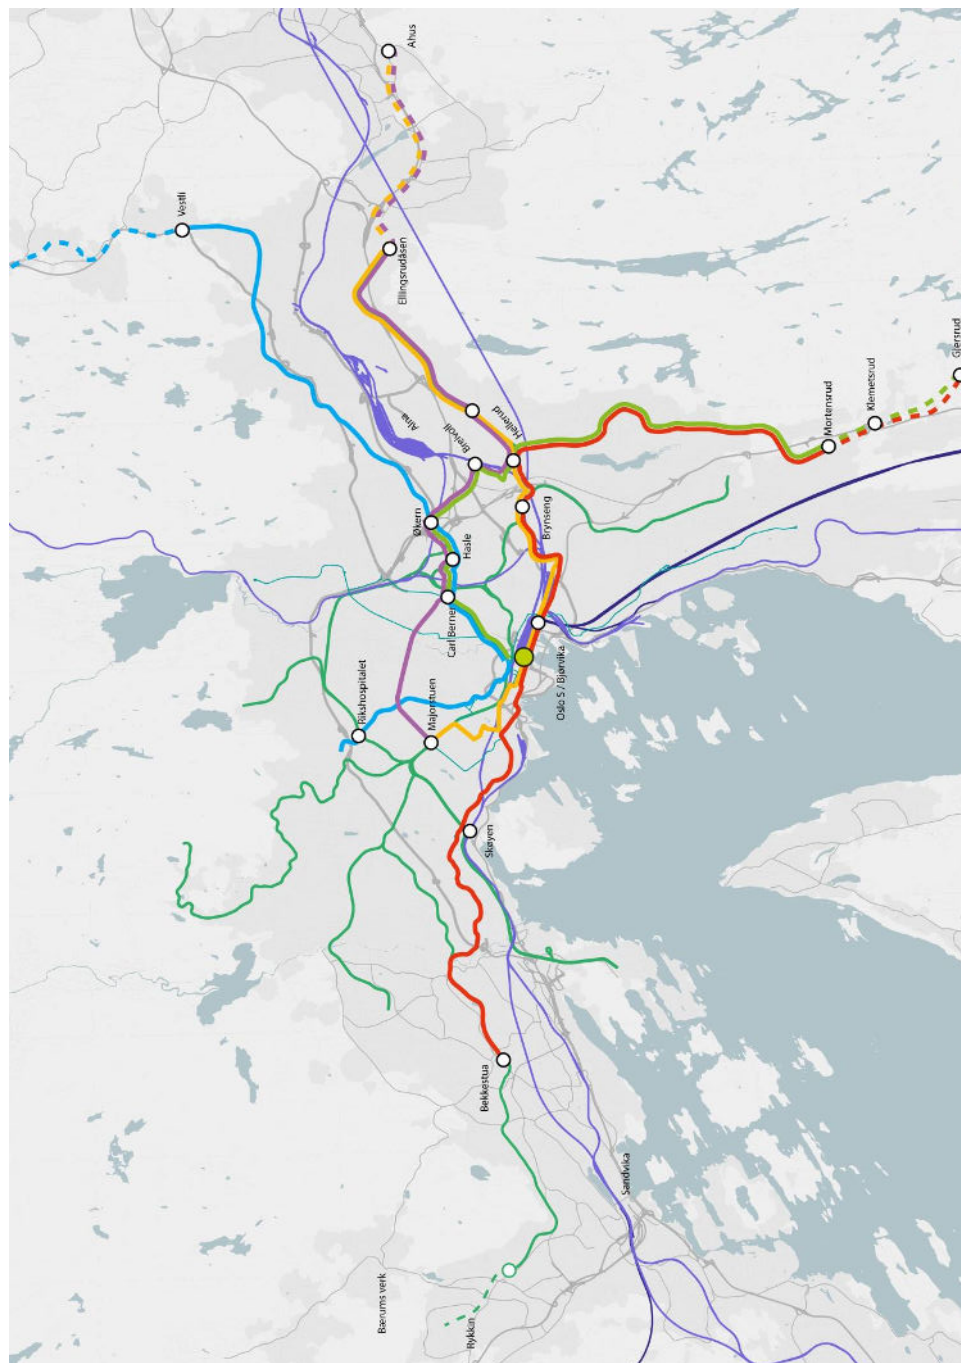 Ahus
Vestli
Ellingsrudåsen
Gjersrud
Klemetsrud
Mortensrud
Alna
Breivoll
Hellerud
Økern
Hasle
Brynseng
Carl Berner
Rikshospitalet
Majorstuen
Oslo S / Bjørvika
Skøyen
Bekkestua
Sandvika
Bærums verk
Rykkin